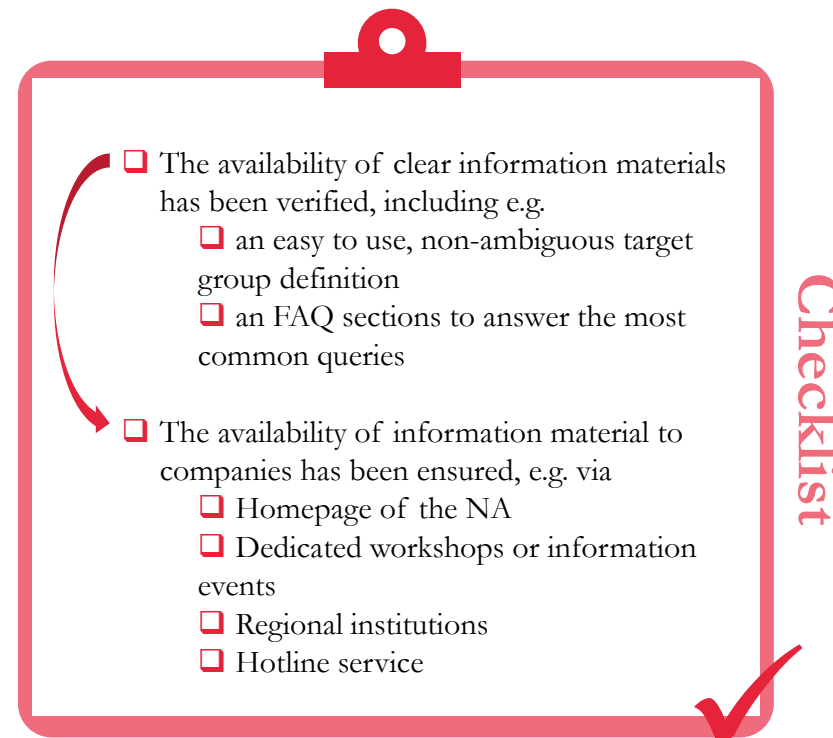 ❑ The availability of clear information materials
has been verified, including e.g.
❑ an easy to use, non-ambiguous target
group definition
❑ an FAQ sections to answer the most
common queries
❑ The availability of information material to
companies has been ensured, e.g. via
❑ Homepage of the NA
❑ Dedicated workshops or information
events
❑ Regional institutions
❑ Hotline service
Checklist